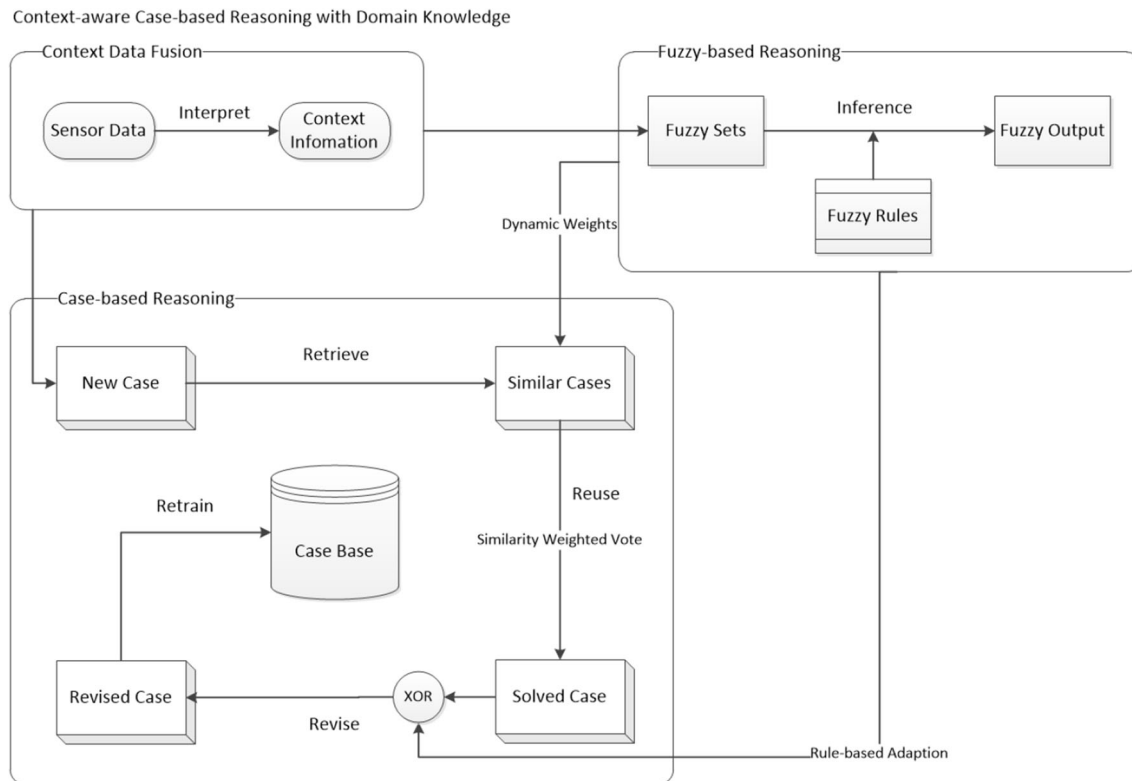 Context-aware Case-based Reasoning with Domain Knowledge
Context Data Fusion
Sensor Data
Interpret
Context
Infomation
Fuzzy-based Reasoning
Fuzzy Sets
Inference
Fuzzy Output
Fuzzy Rules
Dynamic Weights
Case-based Reasoning
New Case
Retrieve
Similar Cases
Reuse
Similarity Weighted Vote
Retrain
Case Base
Revised Case
Revise
XOR
Solved Case
Rule-based Adaption